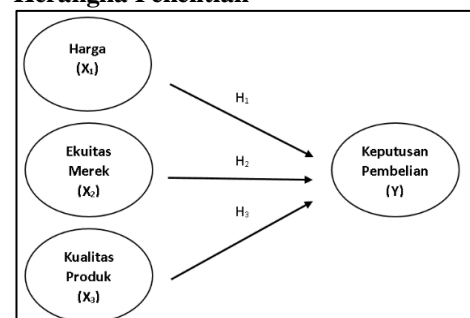 Kerangka Penelitian
Harga
(X₁)
H₁
Ekuitas
Merek
(X₂)
H₂
Keputusan
Pembelian
(Y)
H₃
Kualitas
Produk
(X₃)